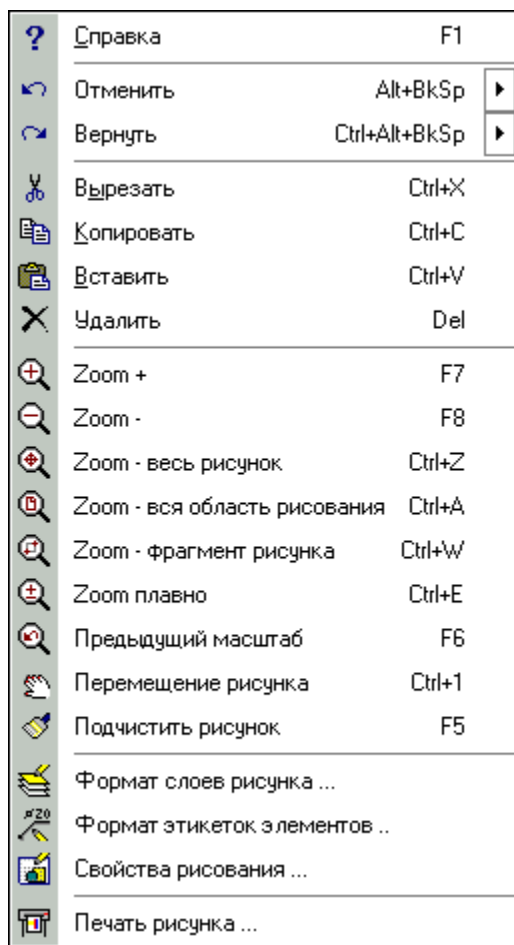 Справка F1
Отменить Alt+BkSp
Вернуть Ctrl+Alt+BkSp
Вырезать Ctrl+X
Копировать Ctrl+C
Вставить Ctrl+V
Удалить Del
Zoom + F7
Zoom - F8
Zoom - весь рисунок Ctrl+Z
Zoom - вся область рисования Ctrl+A
Zoom - фрагмент рисунка Ctrl+W
Zoom плавно Ctrl+E
Предыдущий масштаб F6
Перемещение рисунка Ctrl+1
Подчистить рисунок F5
Формат слоев рисунка ...
Формат этикеток элементов ..
Свойства рисования ...
Печать рисунка ...